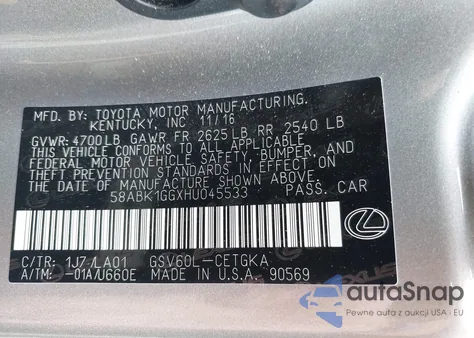 MFD. BY: TOYOTA MOTOR MANUFACTURING,
KENTUCKY, INC 11/16
GVWR: 4700LB GAWR FR 2625LB RR 2540 LB
THIS VEHICLE CONFORMS TO ALL APPLICABLE
FEDERAL MOTOR VEHICLE SAFETY, BUMPER, AND
THEFT PREVENTION STANDARDS IN EFFECT ON
THE DATE OF MANUFACTURE SHOWN ABOVE.
58ABK1GGXHU045533 PASS. CAR
C/TR: 1J7/LA01 GSV60L-CETGKA
A/TM: -01A/U660E MADE IN U.S.A. 90569
autoSnap
Pewne auta z aukcji USA i EU